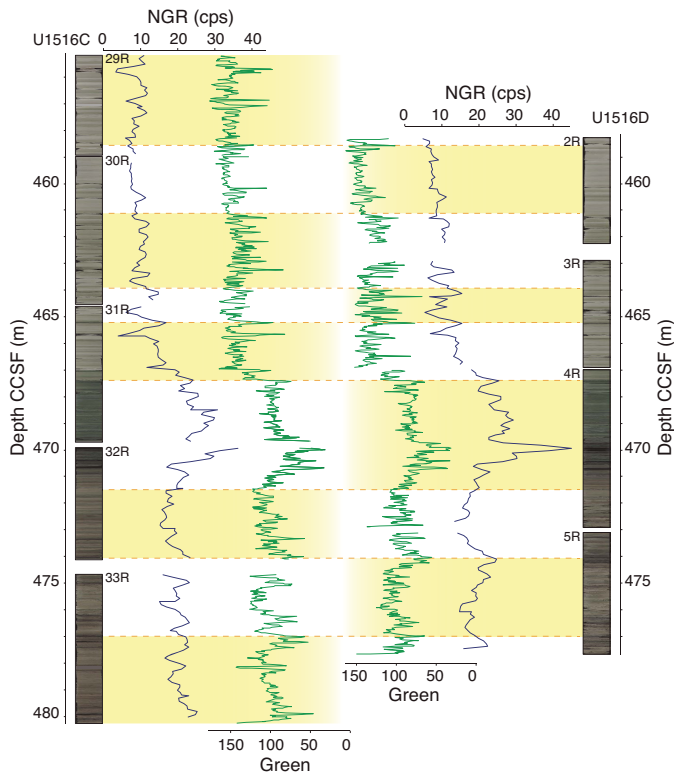 NGR (cps)
U1516C
0 10 20 30 40
29R
NGR (cps)
U1516D
0 10 20 30 40
2R
30R
460
460
3R
31R
465
465
4R
Depth CCSF (m)
Depth CCSF (m)
32R
470
470
5R
33R
475
475
150 100 50 0
Green
480
150 100 50 0
Green